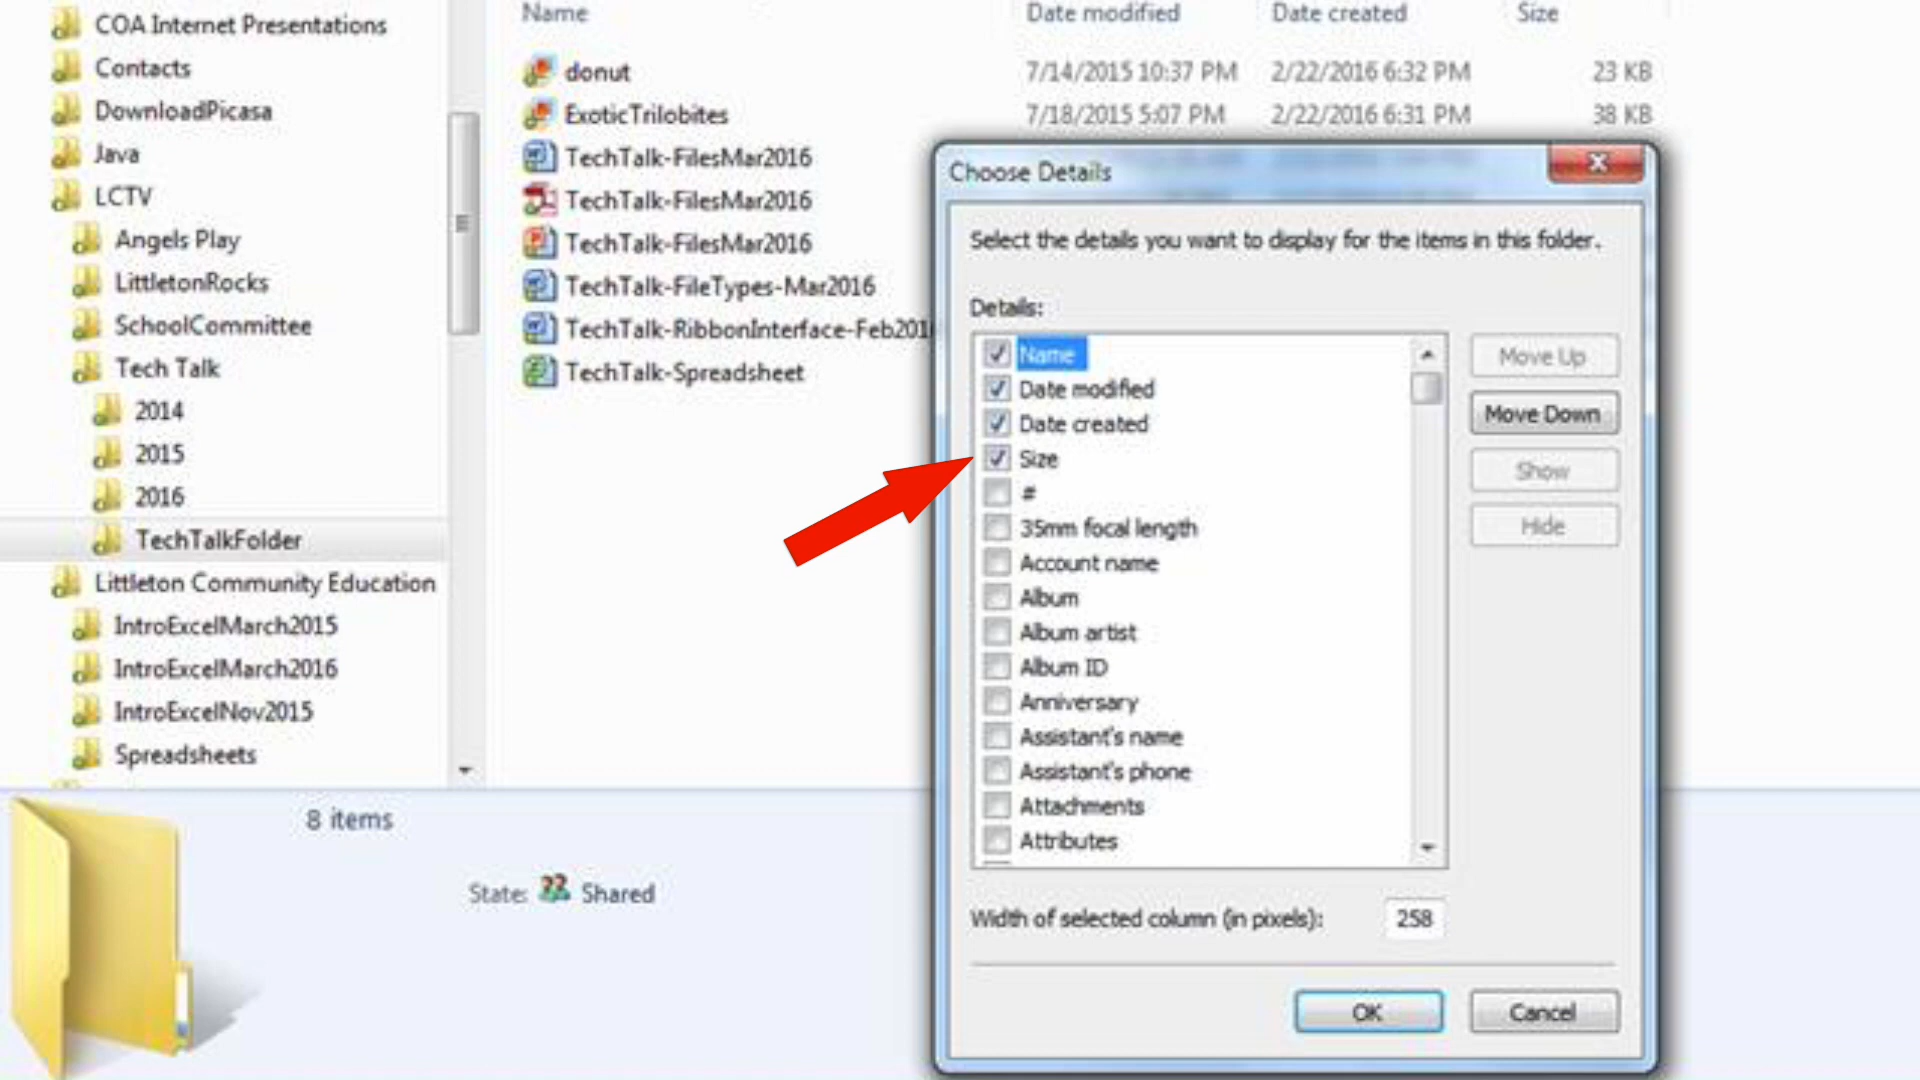 COA Internet Presentations
Contacts
DownloadPicasa
Java
LCTV
Angels Play
LittletonRocks
SchoolCommittee
Tech Talk
2014
2015
2016
TechTalkFolder
Littleton Community Education
IntroExcelMarch2015
IntroExcelMarch2016
IntroExcelNov2015
Spreadsheets
Name Date modified Date created Size
donut 7/14/2015 10:37 PM 2/22/2016 6:32 PM 23 KB
ExoticTrilobites 7/18/2015 5:07 PM 2/22/2016 6:31 PM 38 KB
TechTalk-FilesMar2016
TechTalk-FilesMar2016
TechTalk-FilesMar2016
TechTalk-FileTypes-Mar2016
TechTalk-RibbonInterface-Feb201
TechTalk-Spreadsheet
Choose Details
Select the details you want to display for the items in this folder.
Details:
Name
Date modified
Date created
Size
#
35mm focal length
Account name
Album
Album artist
Album ID
Anniversary
Assistant's name
Assistant's phone
Attachments
Attributes
Move Up
Move Down
Show
Hide
Width of selected column (in pixels): 258
OK Cancel
8 items
State: Shared